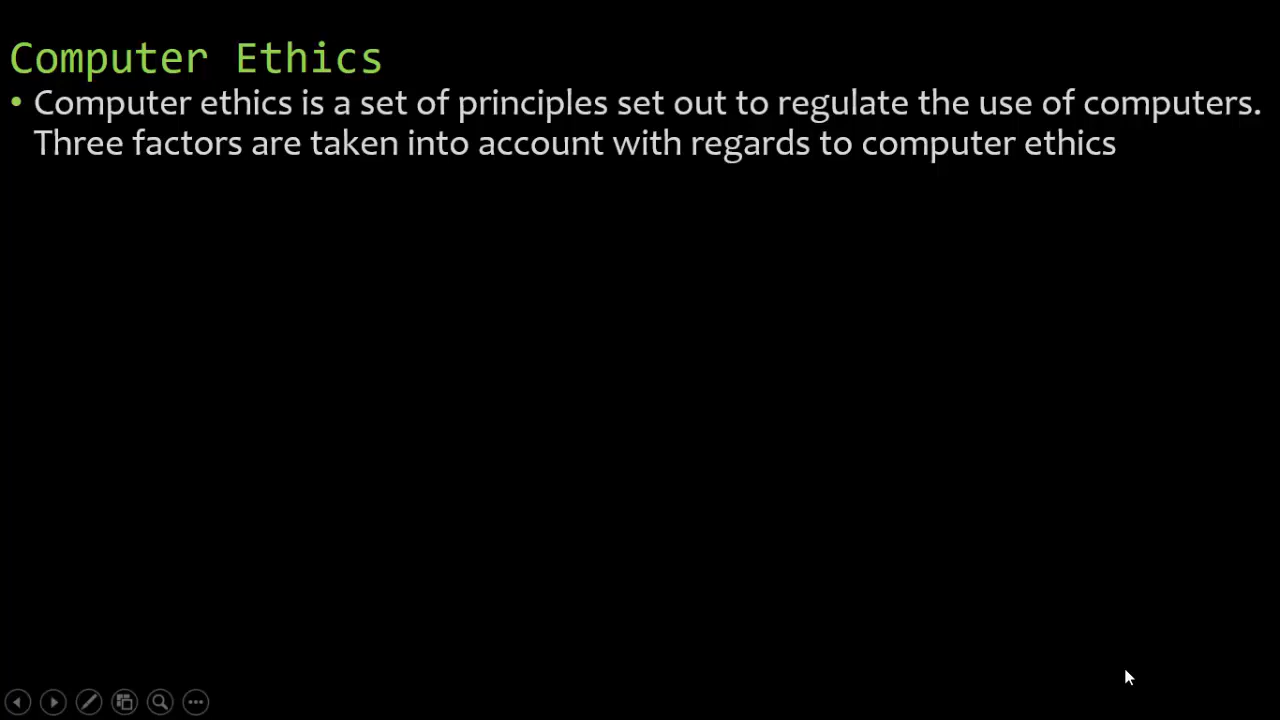 Computer Ethics
• Computer ethics is a set of principles set out to regulate the use of computers.
Three factors are taken into account with regards to computer ethics